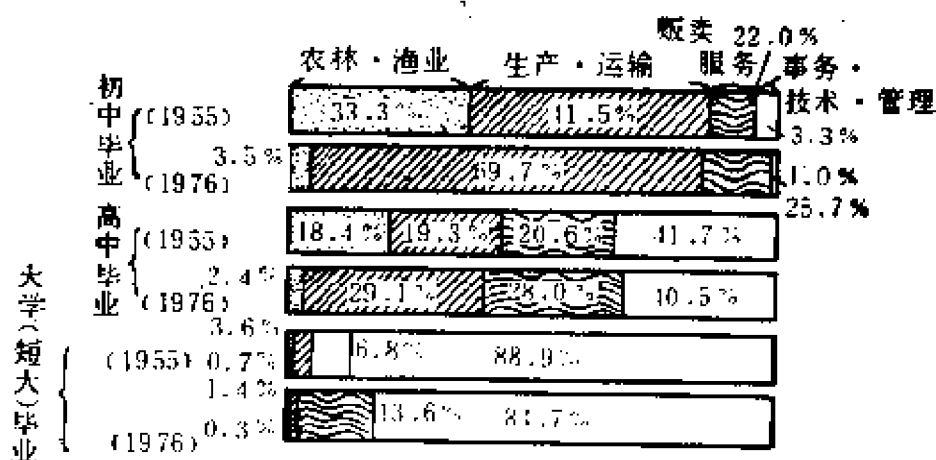 贩卖 22.0%
农林·渔业 生产·运输 服务 事务·
技术·管理
初中毕业 (1955) 33.3% 41.5% 3.3%
(1976) 3.5% 69.7% 1.0%
25.7%
高中毕业 (1955) 18.4% 19.3% 20.6% 41.7%
(1976) 2.4% 29.1% 28.0% 40.5%
大学(短大)毕业 (1955) 3.6% 0.7% 6.8% 88.9%
(1976) 1.4% 0.3% 13.6% 84.7%